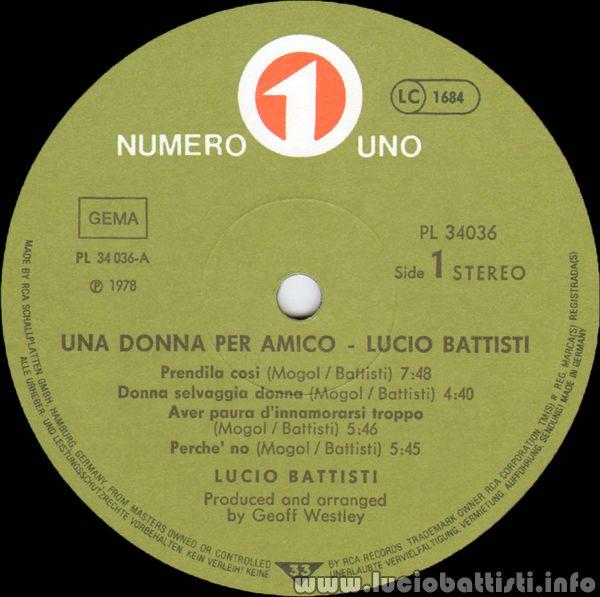 1
NUMERO UNO
LC 1684
GEMA
PL 34 036-A
℗ 1978
PL 34036
Side 1 STEREO
UNA DONNA PER AMICO - LUCIO BATTISTI
Prendila cosi (Mogol / Battisti) 7:48
Donna selvaggia donna (Mogol / Battisti) 4:40
Aver paura d'innamorarsi troppo
(Mogol / Battisti) 5:46
Perche' no (Mogol / Battisti) 5:45
LUCIO BATTISTI
Produced and arranged
by Geoff Westley
MADE BY RCA SCHALLPLATTEN GMBH HAMBURG, GERMANY, FROM MASTERS OWNED OR CONTROLLED
BY RCA RECORDS TRADEMARK OWNER RCA CORPORATION, TM(S) R REG. MARCA(S) REGISTRADA(S)
ALLE URHEBER- UND LEISTUNGSSCHUTZRECHTE VORBEHALTEN. KEIN VERLEIH! KEINE
UNERLAUBTE VERVIELFÄLTIGUNG, VERMIETUNG, AUFFÜHRUNG, SENDUNG! MADE IN GERMANY
33
www.luciobattisti.info